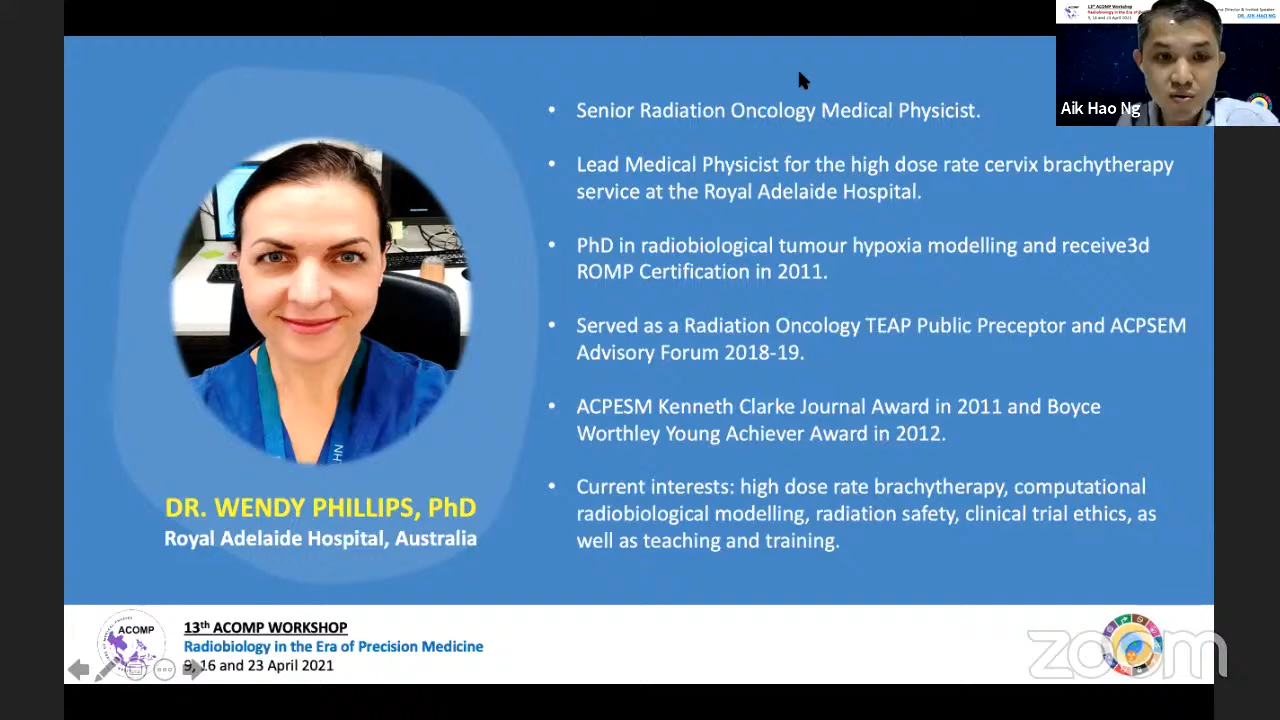 13th ACOMP Workshop
Aik Hao Ng
• Senior Radiation Oncology Medical Physicist.
• Lead Medical Physicist for the high dose rate cervix brachytherapy
service at the Royal Adelaide Hospital.
• PhD in radiobiological tumour hypoxia modelling and receive3d
ROMP Certification in 2011.
• Served as a Radiation Oncology TEAP Public Preceptor and ACPSEM
Advisory Forum 2018-19.
• ACPESM Kenneth Clarke Journal Award in 2011 and Boyce
Worthley Young Achiever Award in 2012.
• Current interests: high dose rate brachytherapy, computational
radiobiological modelling, radiation safety, clinical trial ethics, as
well as teaching and training.
DR. WENDY PHILLIPS, PhD
Royal Adelaide Hospital, Australia
ACOMP
13th ACOMP WORKSHOP
Radiobiology in the Era of Precision Medicine
9, 16 and 23 April 2021
zoom